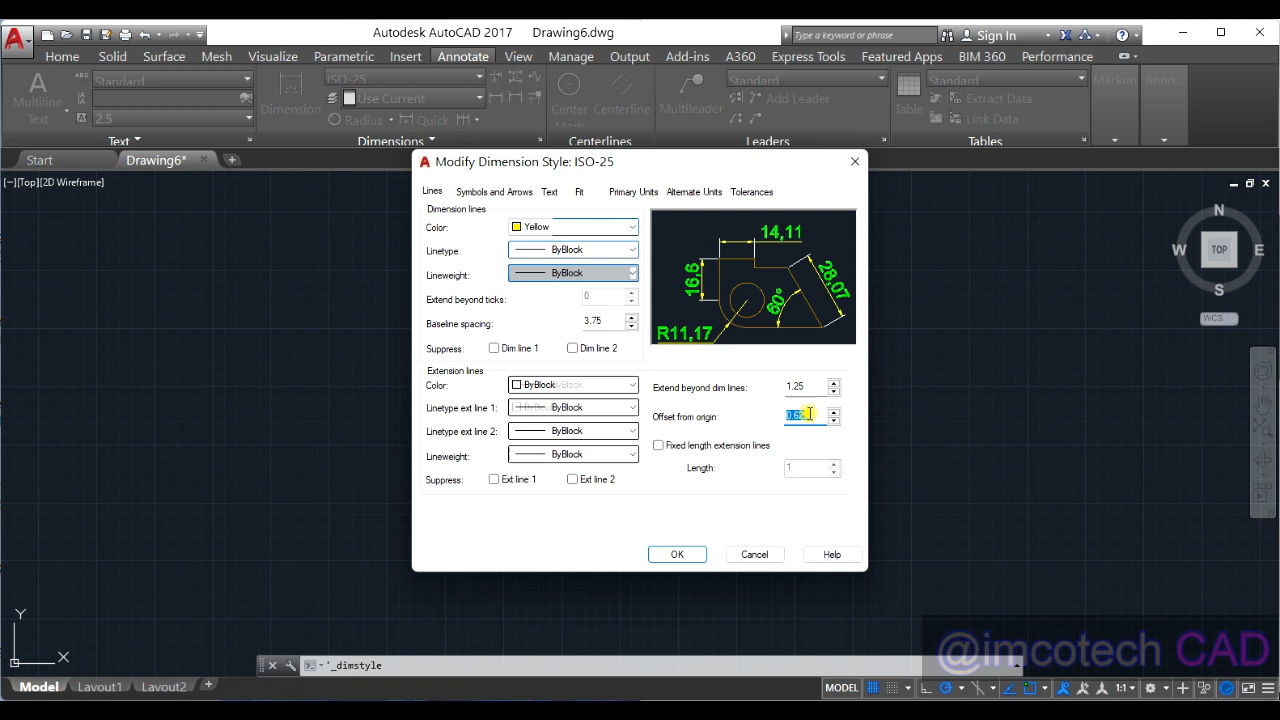 Autodesk AutoCAD 2017 Drawing6.dwg
Type a keyword or phrase
Sign In
Home Solid Surface Mesh Visualize Parametric Insert Annotate View Manage Output Add-ins A360 Express Tools Featured Apps BIM 360 Performance
A
Multiline
Text
Standard
2.5
Text
Dimension
ISO-25
Use Current
Radius
Quick
Dimensions
Center
Mark
Centerline
Centerlines
Multileader
Standard
Add Leader
Leaders
Table
Standard
Extract Data
Link Data
Tables
Markup
Anno...
Start Drawing6*
[−][Top][2D Wireframe]
Modify Dimension Style: ISO-25
Lines Symbols and Arrows Text Fit Primary Units Alternate Units Tolerances
Dimension lines
Color: Yellow
Linetype: ByBlock
Lineweight: ByBlock
Extend beyond ticks: 0
Baseline spacing: 3.75
Suppress: Dim line 1 Dim line 2
14,11
16,6
28,07
60°
R11,17
Extension lines
Color: ByBlock
Linetype ext line 1: ByBlock
Linetype ext line 2: ByBlock
Lineweight: ByBlock
Suppress: Ext line 1 Ext line 2
Extend beyond dim lines: 1.25
Offset from origin:
Fixed length extension lines
Length: 1
OK Cancel Help
N
W TOP E
S
WCS
Y
X
'_dimstyle
@imcotech CAD
Model Layout1 Layout2 +
MODEL 1:1